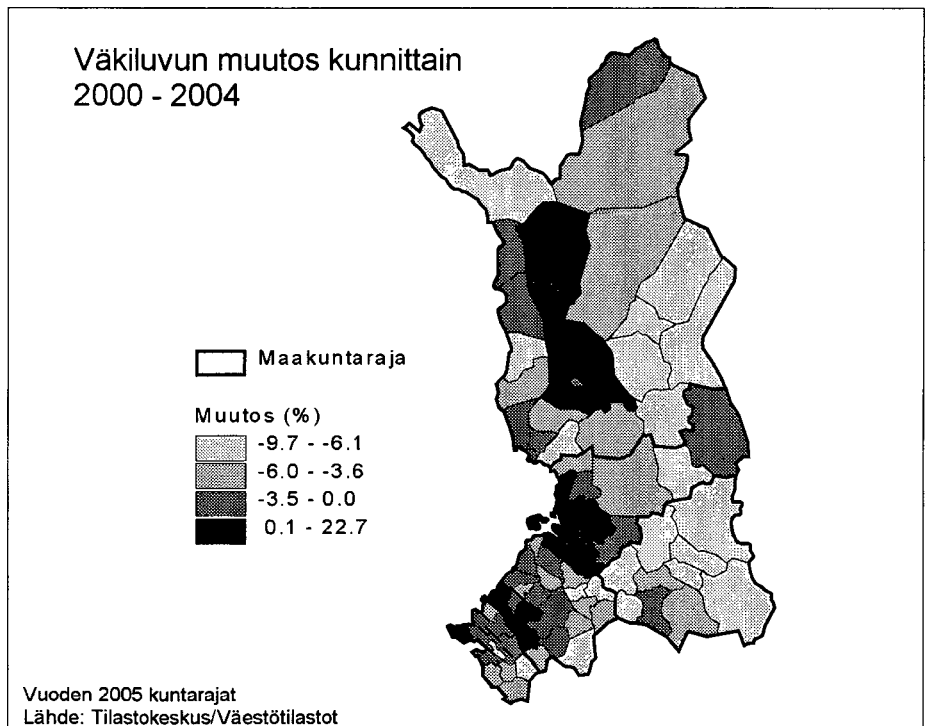 Väkiluvun muutos kunnittain
2000 - 2004
Maakuntaraja
Muutos (%)
-9.7 - -6.1
-6.0 - -3.6
-3.5 - 0.0
0.1 - 22.7
Vuoden 2005 kuntarajat
Lähde: Tilastokeskus/Väestötilastot